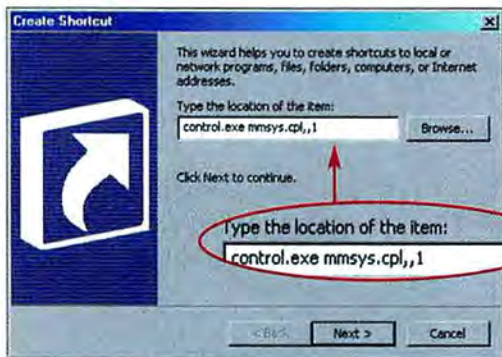 Create Shortcut
This wizard helps you to create shortcuts to local or
network programs, files, folders, computers, or Internet
addresses.
Type the location of the item:
control.exe mmsys.cpl,,1
Browse...
Click Next to continue.
Type the location of the item:
control.exe mmsys.cpl,,1
< Back
Next >
Cancel